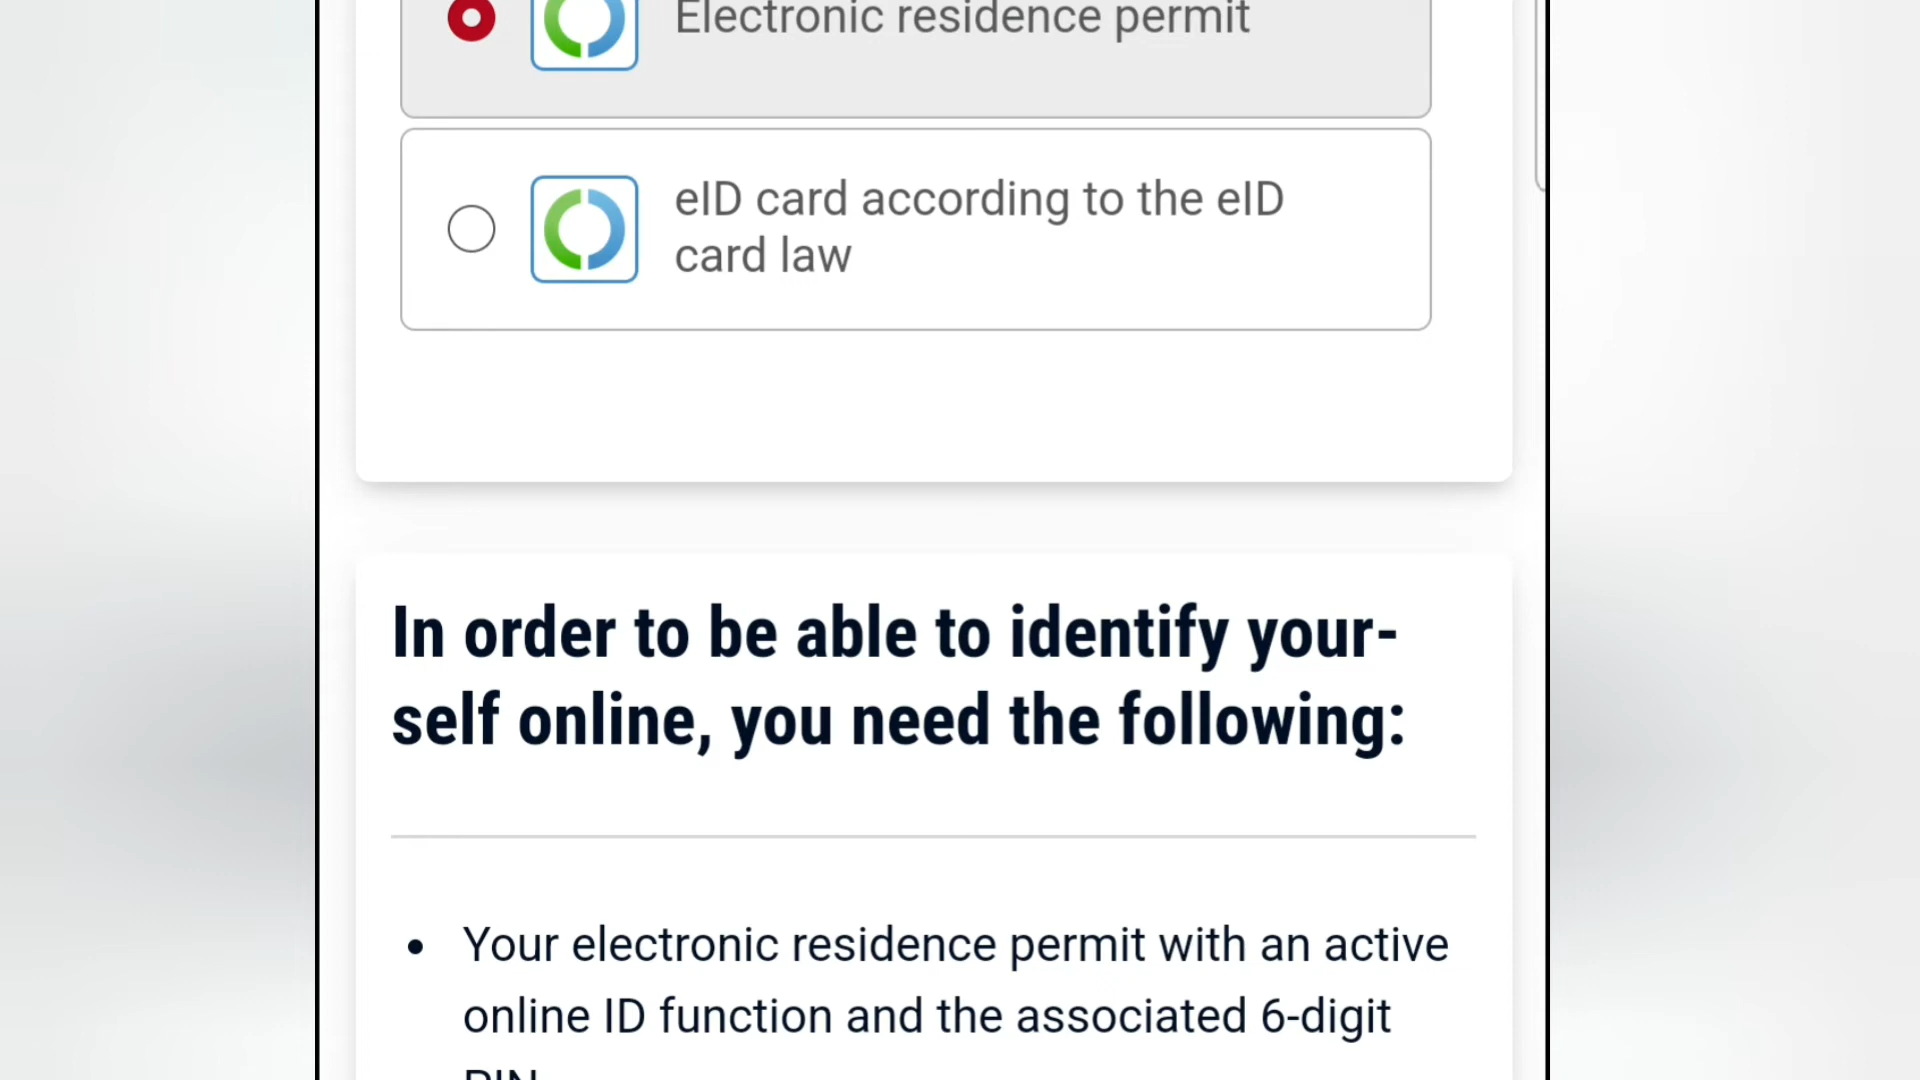 Electronic residence permit
eID card according to the eID
card law
In order to be able to identify your-
self online, you need the following:
• Your electronic residence permit with an active
online ID function and the associated 6-digit
PIN